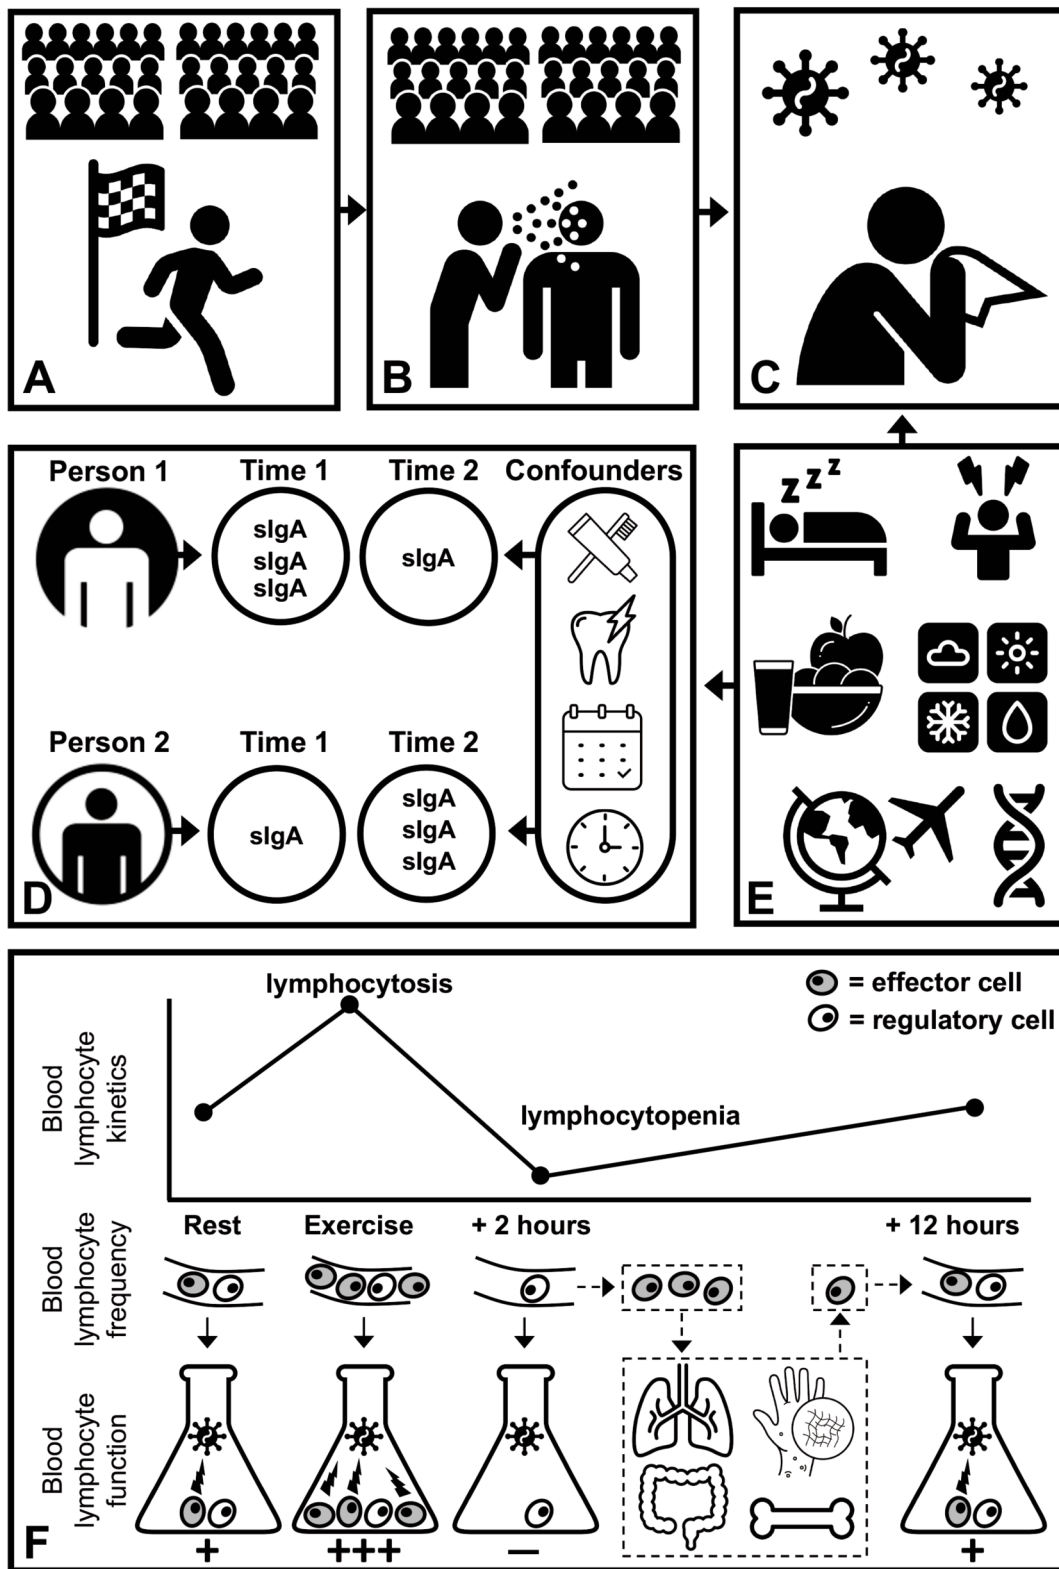 A
B
C
Person 1
Time 1
Time 2
Confounders
sIgA
sIgA
sIgA
sIgA
Person 2
Time 1
Time 2
sIgA
sIgA
sIgA
sIgA
D
z z z
E
lymphocytosis
= effector cell
= regulatory cell
Blood
lymphocyte
kinetics
lymphocytopenia
Rest
Exercise
+ 2 hours
+ 12 hours
Blood
lymphocyte
frequency
Blood
lymphocyte
function
F
+
+++
–
+